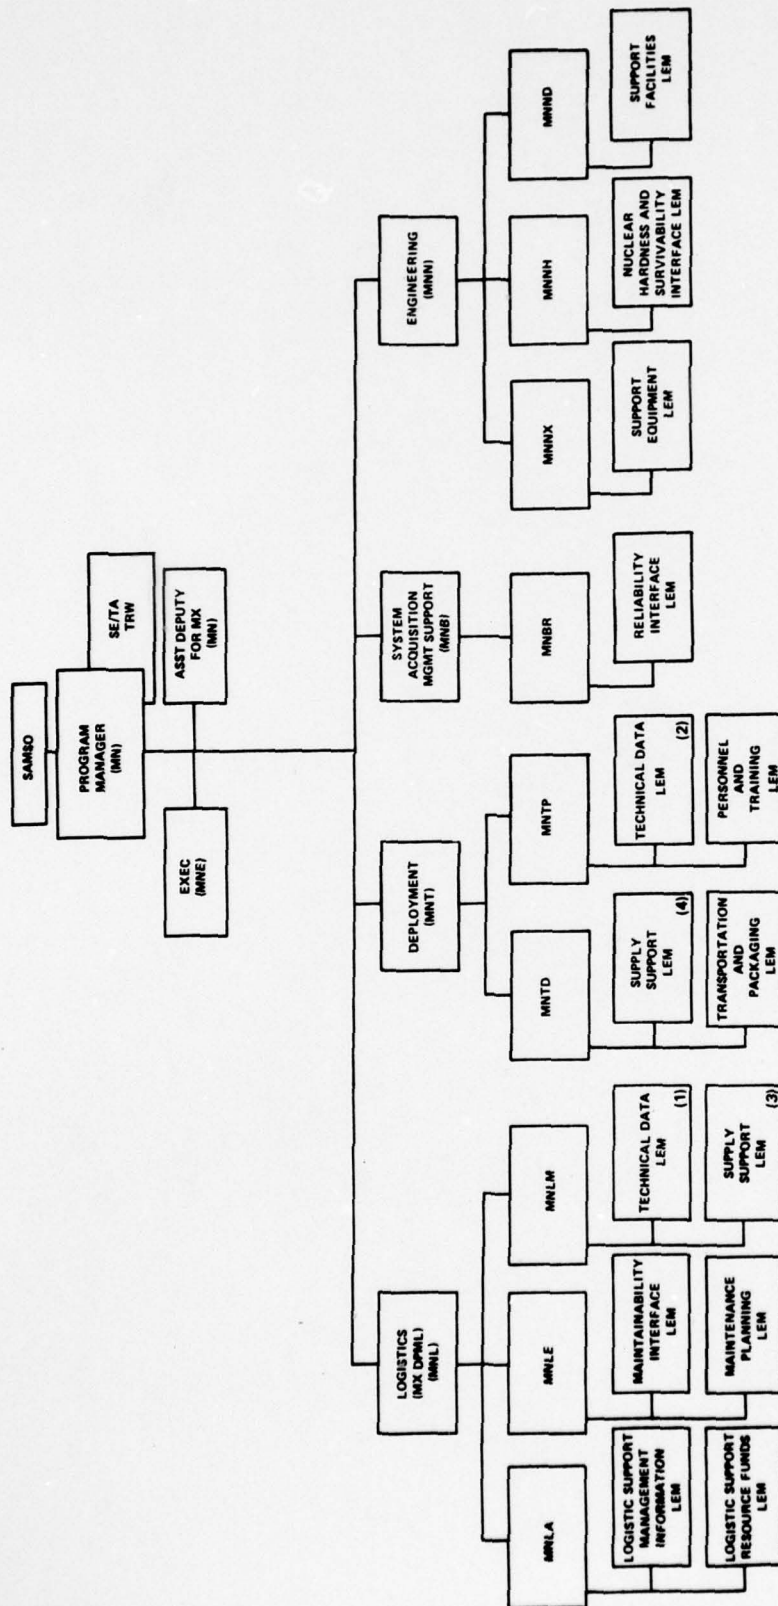 SAMSO
PROGRAM
MANAGER
(MN)
SE/TA
TRW
EXEC
(MNE)
ASST DEPUTY
FOR MX
(MN)
LOGISTICS
(MX DPML)
(MNL)
DEPLOYMENT
(MNT)
SYSTEM
ACQUISITION
MGMT SUPPORT
(MNB)
ENGINEERING
(MNN)
MNLA
MNLE
MNLM
MNTD
MNTP
MNBR
MNNX
MNNH
MNND
LOGISTIC SUPPORT
MANAGEMENT
INFORMATION
LEM
MAINTAINABILITY
INTERFACE
LEM
TECHNICAL DATA
LEM
(1)
SUPPLY
SUPPORT
LEM
(4)
TECHNICAL DATA
LEM
(2)
RELIABILITY
INTERFACE
LEM
SUPPORT
EQUIPMENT
LEM
NUCLEAR
HARDNESS AND
SURVIVABILITY
INTERFACE LEM
SUPPORT
FACILITIES
LEM
LOGISTIC SUPPORT
RESOURCE FUNDS
LEM
MAINTENANCE
PLANNING
LEM
SUPPLY
SUPPORT
LEM
(3)
TRANSPORTATION
AND
PACKAGING
LEM
PERSONNEL
AND
TRAINING
LEM